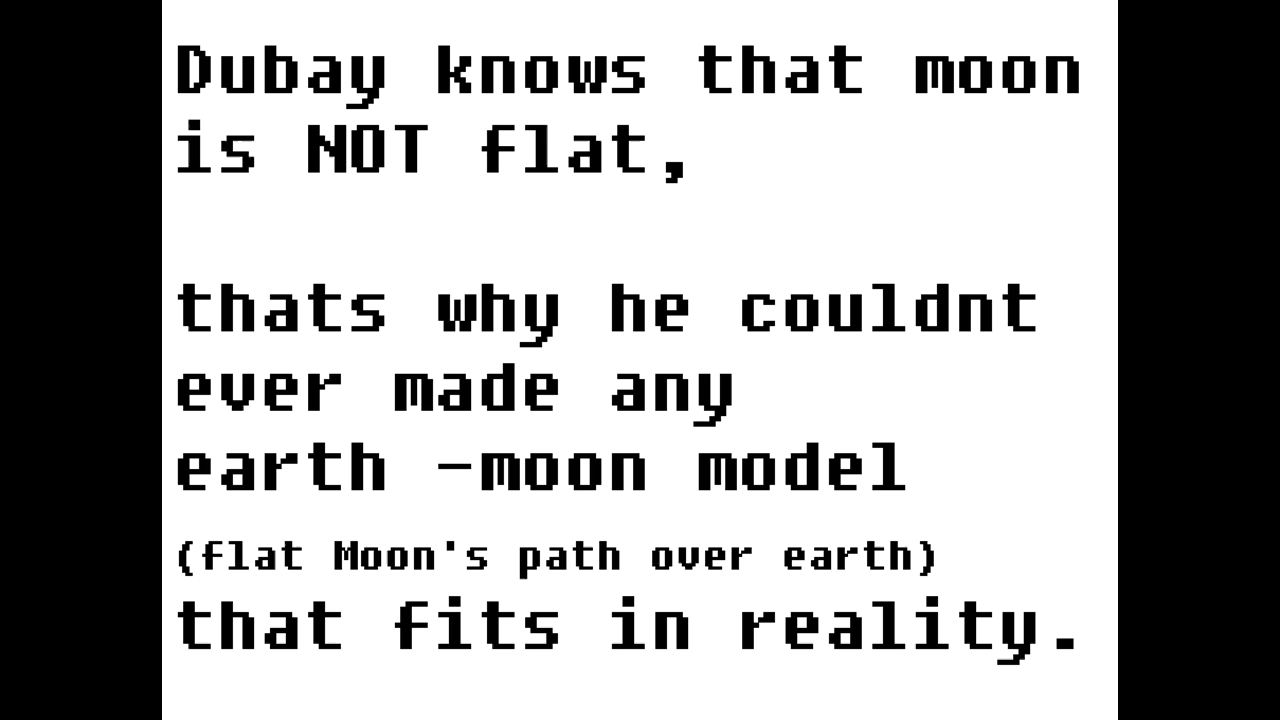 Dubay knows that moon
is NOT flat,
thats why he couldnt
ever made any
earth -moon model
(flat Moon's path over earth)
that fits in reality.